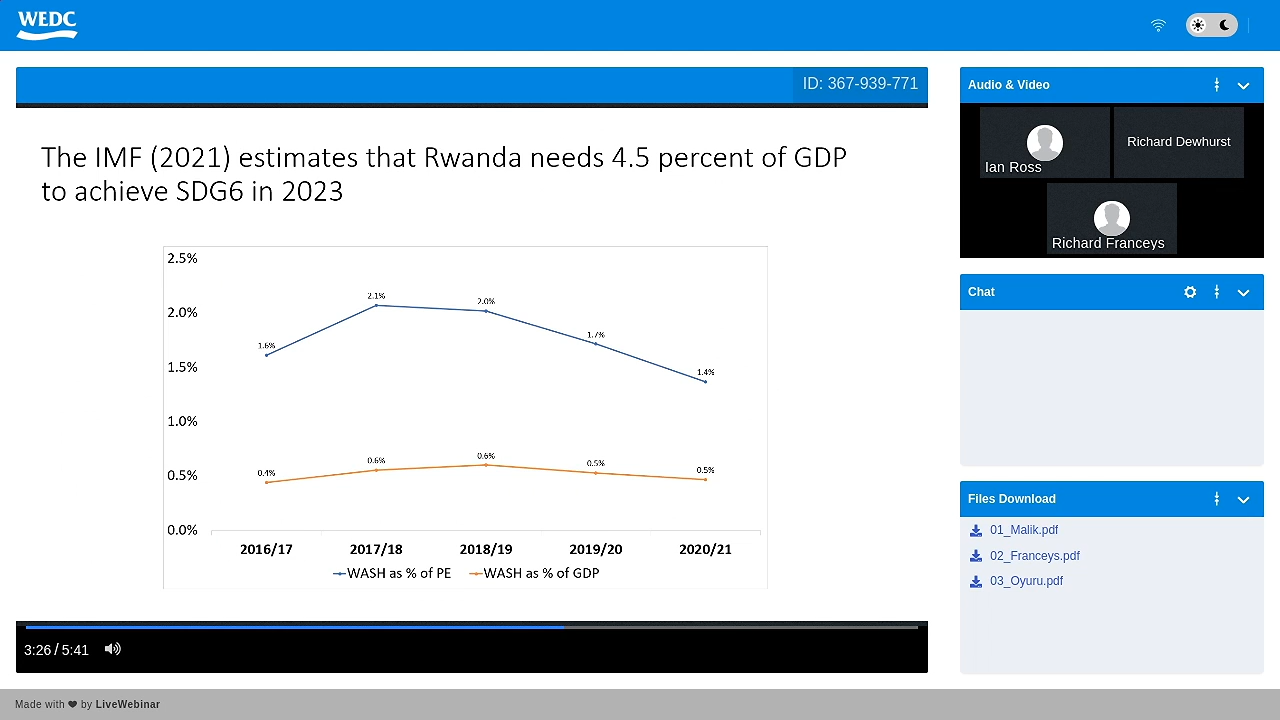 WEDC
ID: 367-939-771
The IMF (2021) estimates that Rwanda needs 4.5 percent of GDP
to achieve SDG6 in 2023
2.5%
2.0%
1.5%
1.0%
0.5%
0.0%
1.6%
2.1%
2.0%
1.7%
1.4%
0.4%
0.6%
0.6%
0.5%
0.5%
2016/17 2017/18 2018/19 2019/20 2020/21
WASH as % of PE WASH as % of GDP
3:26 / 5:41
Audio & Video
Ian Ross
Richard Dewhurst
Richard Franceys
Chat
Files Download
01_Malik.pdf
02_Franceys.pdf
03_Oyuru.pdf
Made with ❤ by LiveWebinar